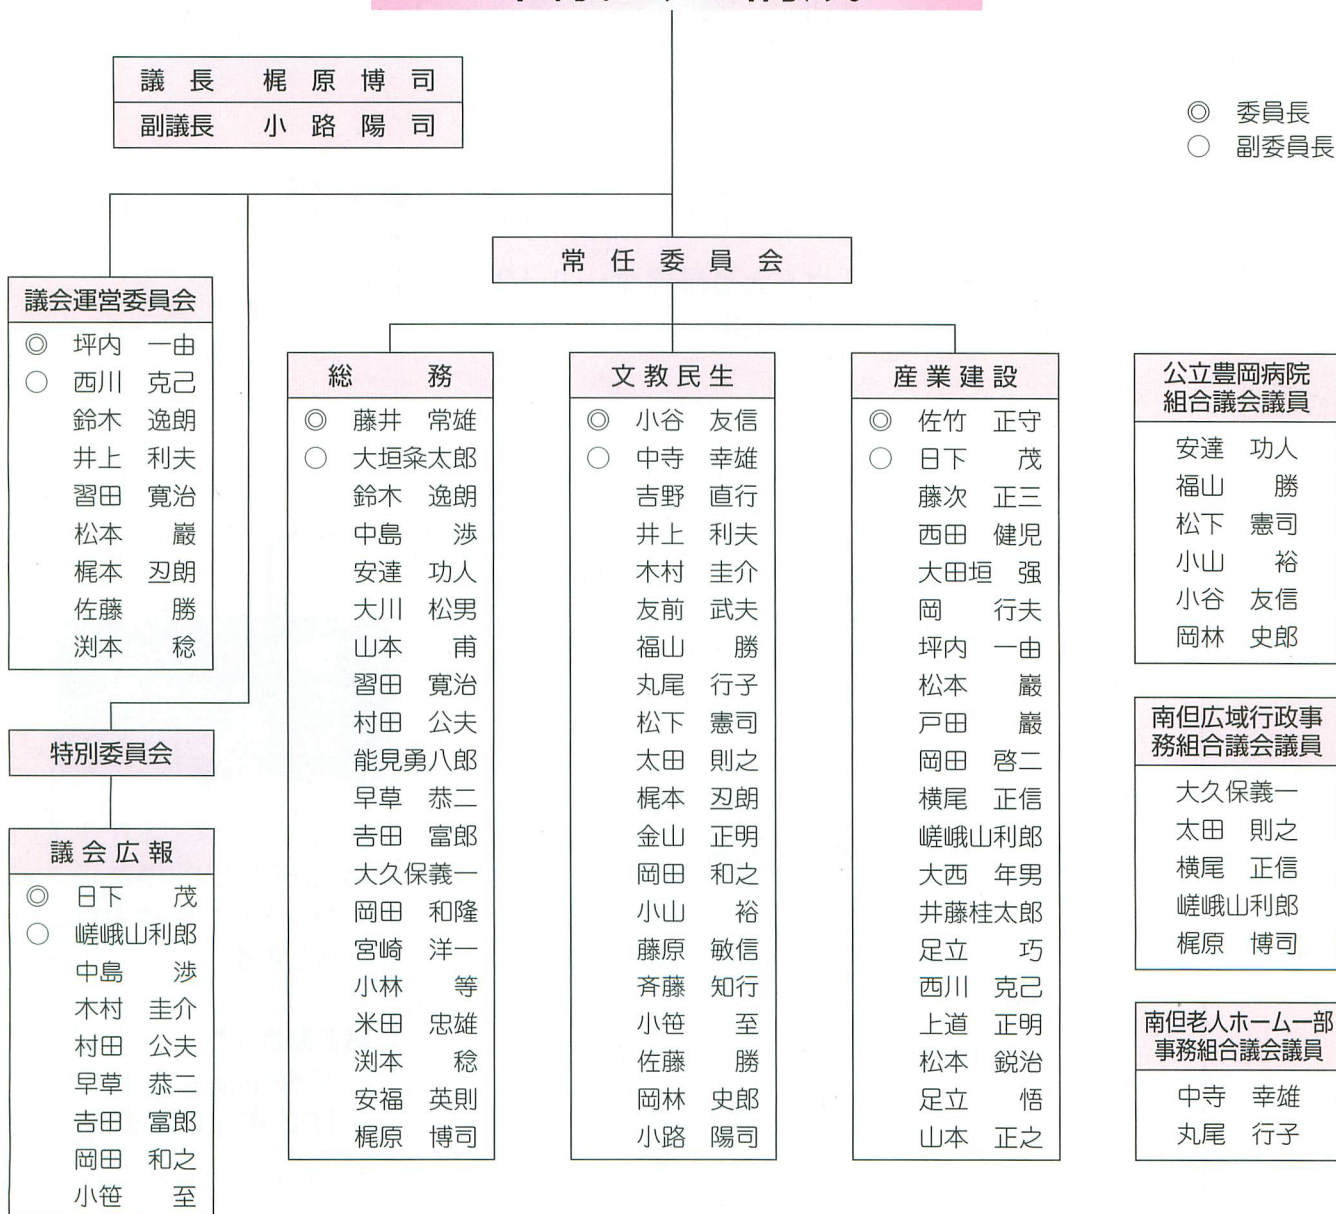 議長 梶原博司
副議長 小路陽司
◎ 委員長
○ 副委員長
常任委員会
議会運営委員会
◎ 坪内 一由
○ 西川 克己
鈴木 逸朗
井上 利夫
習田 寛治
松本 巖
梶本 刕朗
佐藤 勝
渕本 稔
特別委員会
議会広報
◎ 日下 茂
○ 嵯峨山利郎
中島 渉
木村 圭介
村田 公夫
早草 恭二
𠮷田 富郎
岡田 和之
小笹 至
総務
◎ 藤井 常雄
○ 大垣粂太郎
鈴木 逸朗
中島 渉
安達 功人
大川 松男
山本 甫
習田 寛治
村田 公夫
能見勇八郎
早草 恭二
𠮷田 富郎
大久保義一
岡田 和隆
宮崎 洋一
小林 等
米田 忠雄
渕本 稔
安福 英則
梶原 博司
文教民生
◎ 小谷 友信
○ 中寺 幸雄
吉野 直行
井上 利夫
木村 圭介
友前 武夫
福山 勝
丸尾 行子
松下 憲司
太田 則之
梶本 刕朗
金山 正明
岡田 和之
小山 裕
藤原 敏信
斉藤 知行
小笹 至
佐藤 勝
岡林 史郎
小路 陽司
産業建設
◎ 佐竹 正守
○ 日下 茂
藤次 正三
西田 健児
大田垣 强
岡 行夫
坪内 一由
松本 巖
戸田 巖
岡田 啓二
横尾 正信
嵯峨山利郎
大西 年男
井藤桂太郎
足立 巧
西川 克己
上道 正明
松本 鋭治
足立 悟
山本 正之
公立豊岡病院
組合議会議員
安達 功人
福山 勝
松下 憲司
小山 裕
小谷 友信
岡林 史郎
南但広域行政事
務組合議会議員
大久保義一
太田 則之
横尾 正信
嵯峨山利郎
梶原 博司
南但老人ホーム一部
事務組合議会議員
中寺 幸雄
丸尾 行子